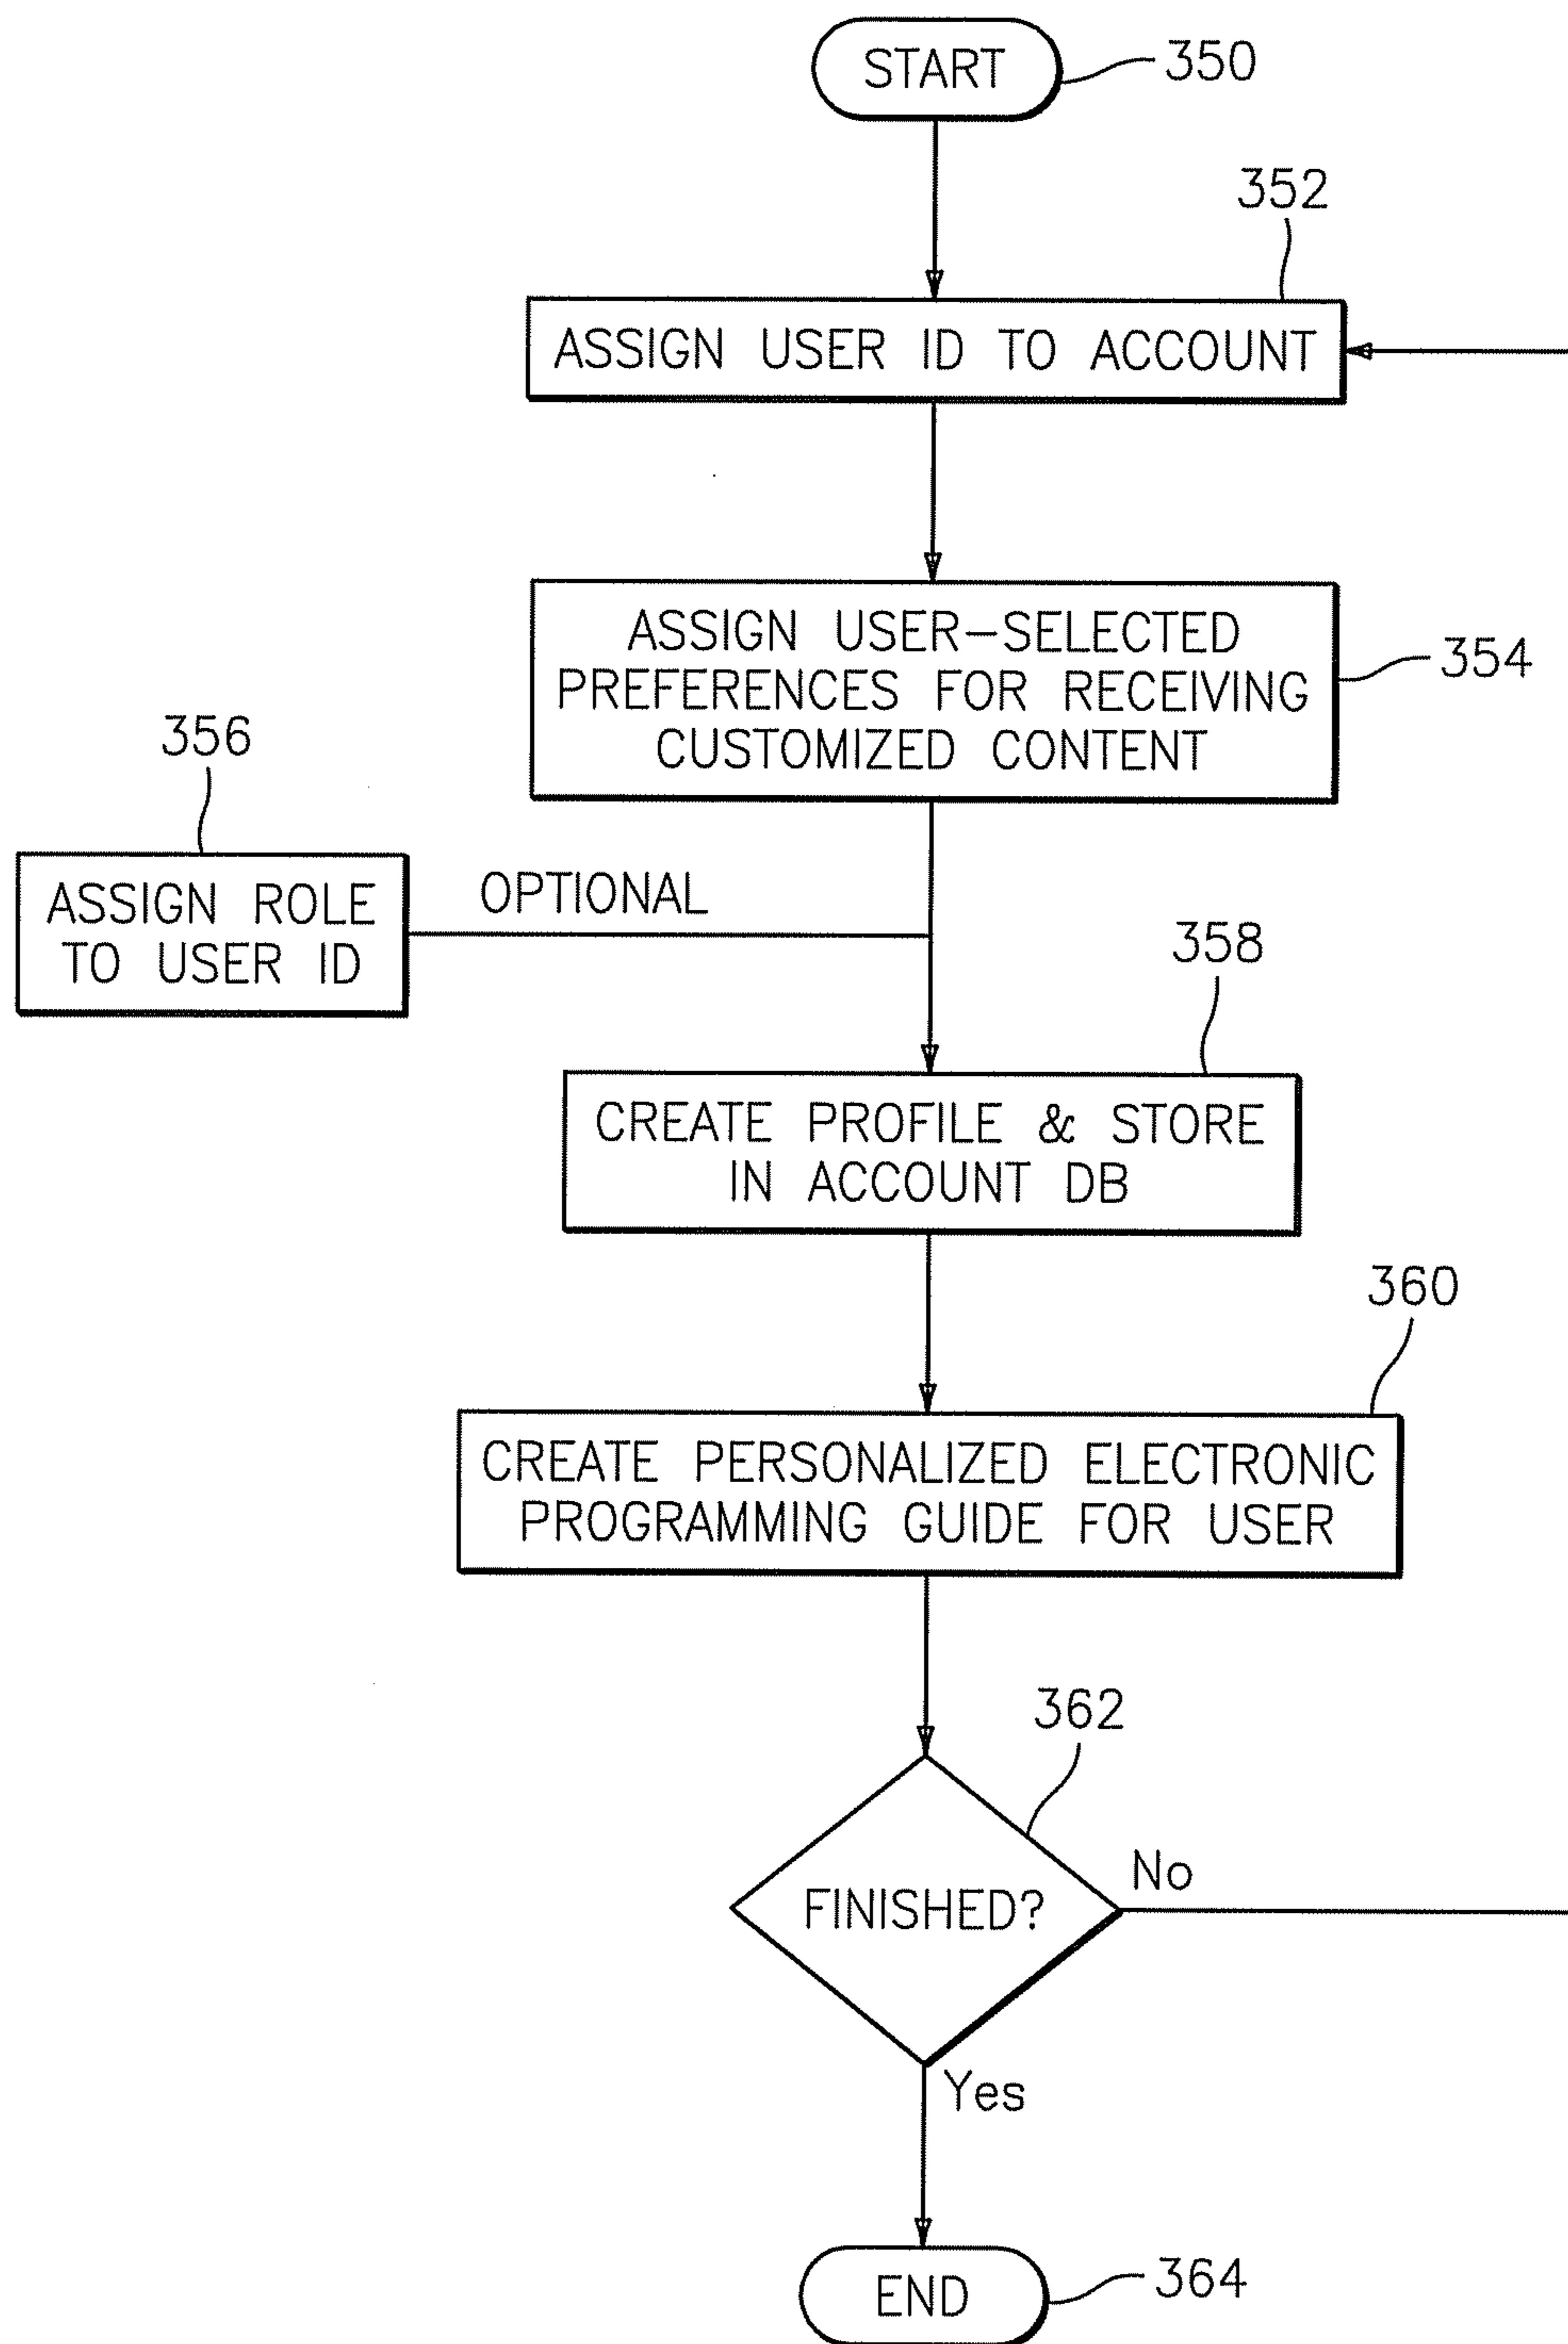 START
350
352
ASSIGN USER ID TO ACCOUNT
ASSIGN USER-SELECTED
PREFERENCES FOR RECEIVING
CUSTOMIZED CONTENT
354
356
ASSIGN ROLE
TO USER ID
OPTIONAL
358
CREATE PROFILE & STORE
IN ACCOUNT DB
360
CREATE PERSONALIZED ELECTRONIC
PROGRAMMING GUIDE FOR USER
362
FINISHED?
No
Yes
END
364